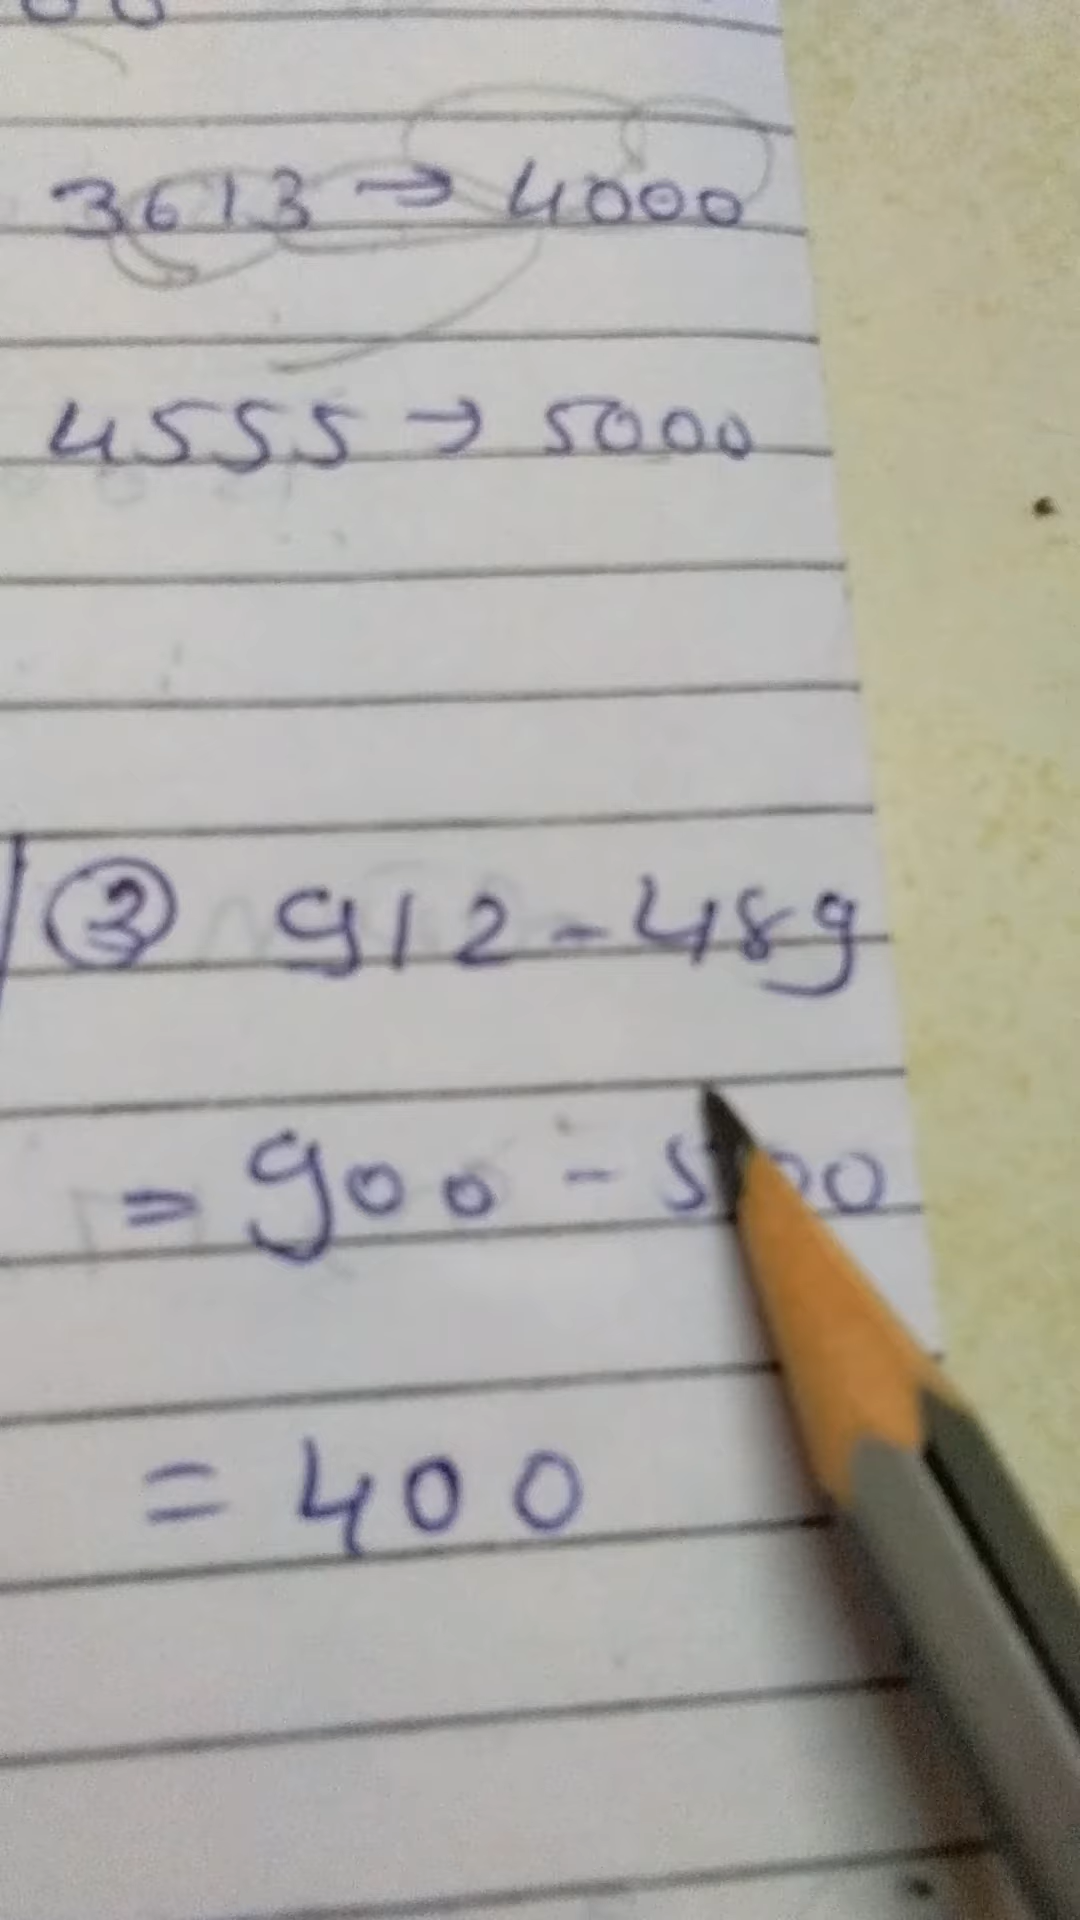 3613 → 4000
4555 → 5000
③ 912 - 489
= 900 - 500
= 400